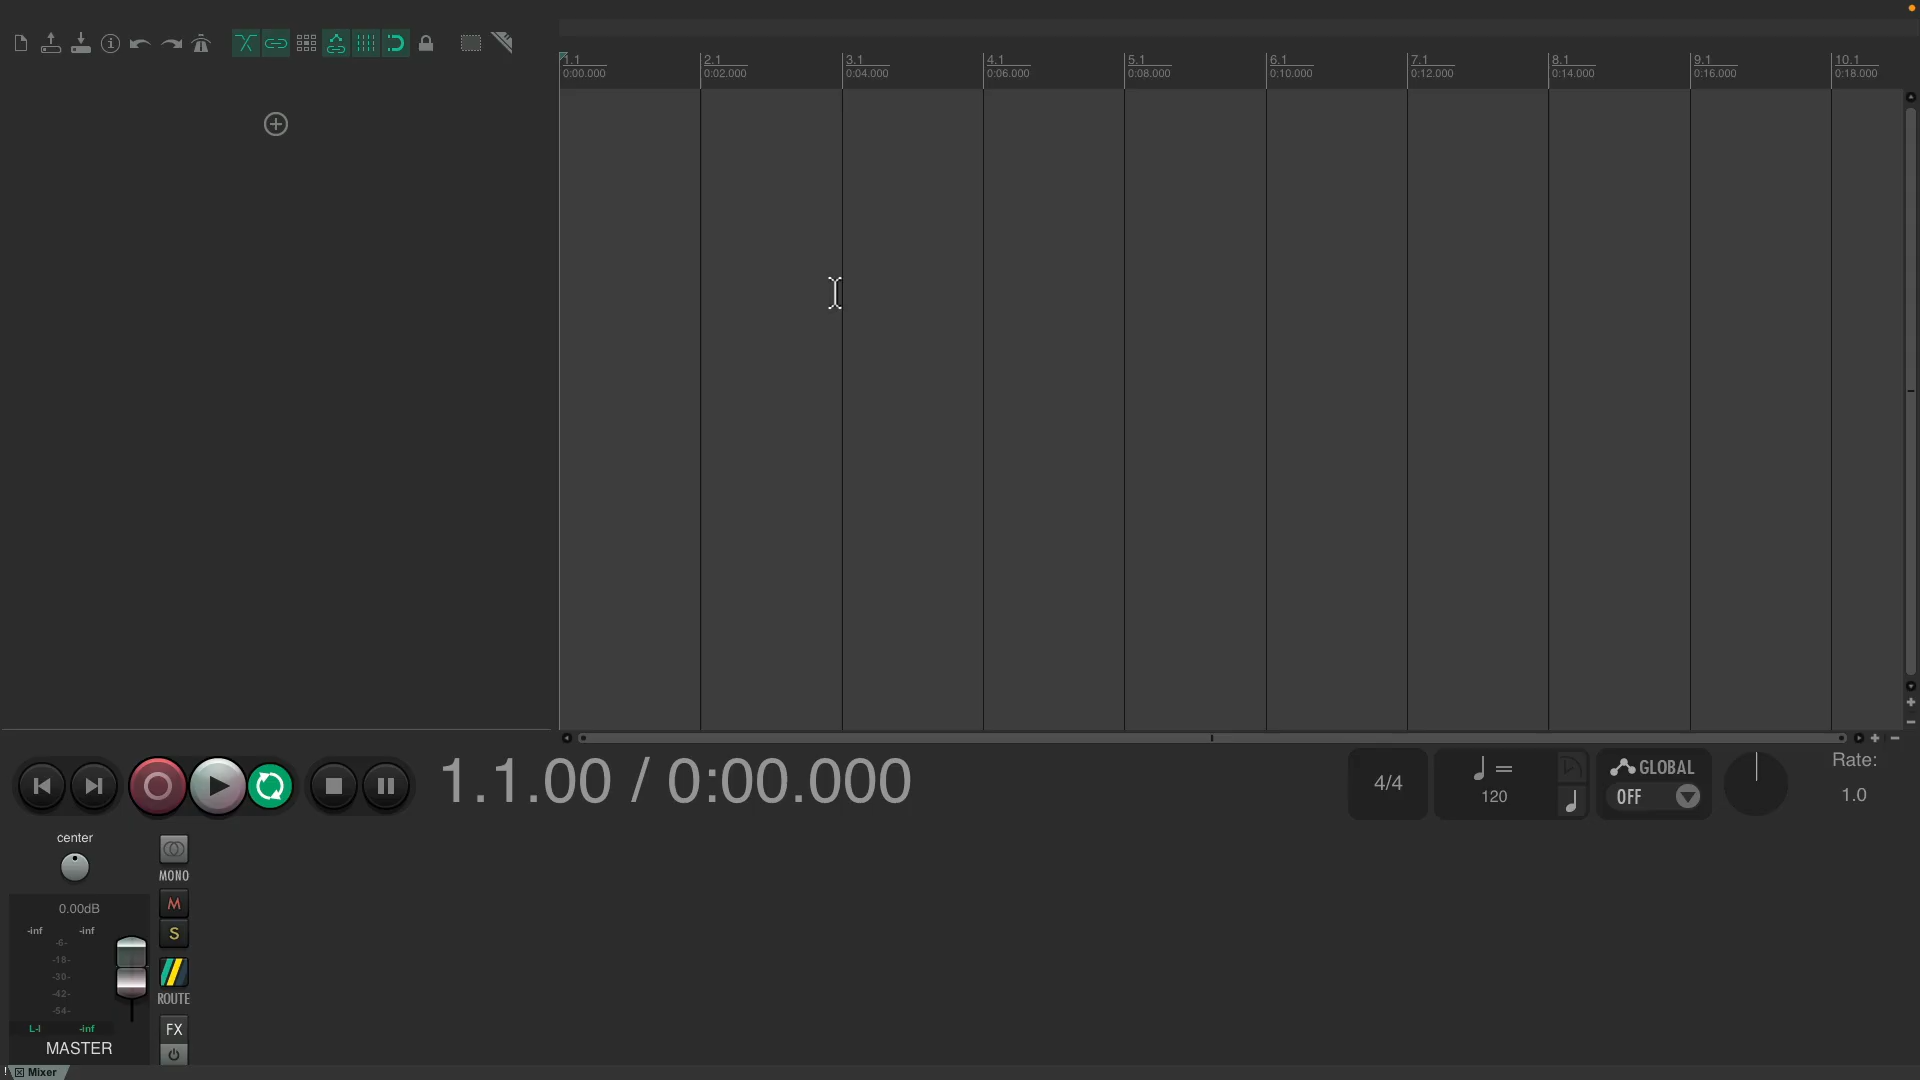 1.1
0:00.000
2.1
0:02.000
3.1
0:04.000
4.1
0:06.000
5.1
0:08.000
6.1
0:10.000
7.1
0:12.000
8.1
0:14.000
9.1
0:16.000
10.1
0:18.000
1.1.00 / 0:00.000
4/4
=
120
GLOBAL
OFF
Rate:
1.0
center
MONO
0.00dB
M
-inf -inf
S
-6-
-18-
-30-
-42-
-54-
ROUTE
L-I -inf
FX
MASTER
! Mixer